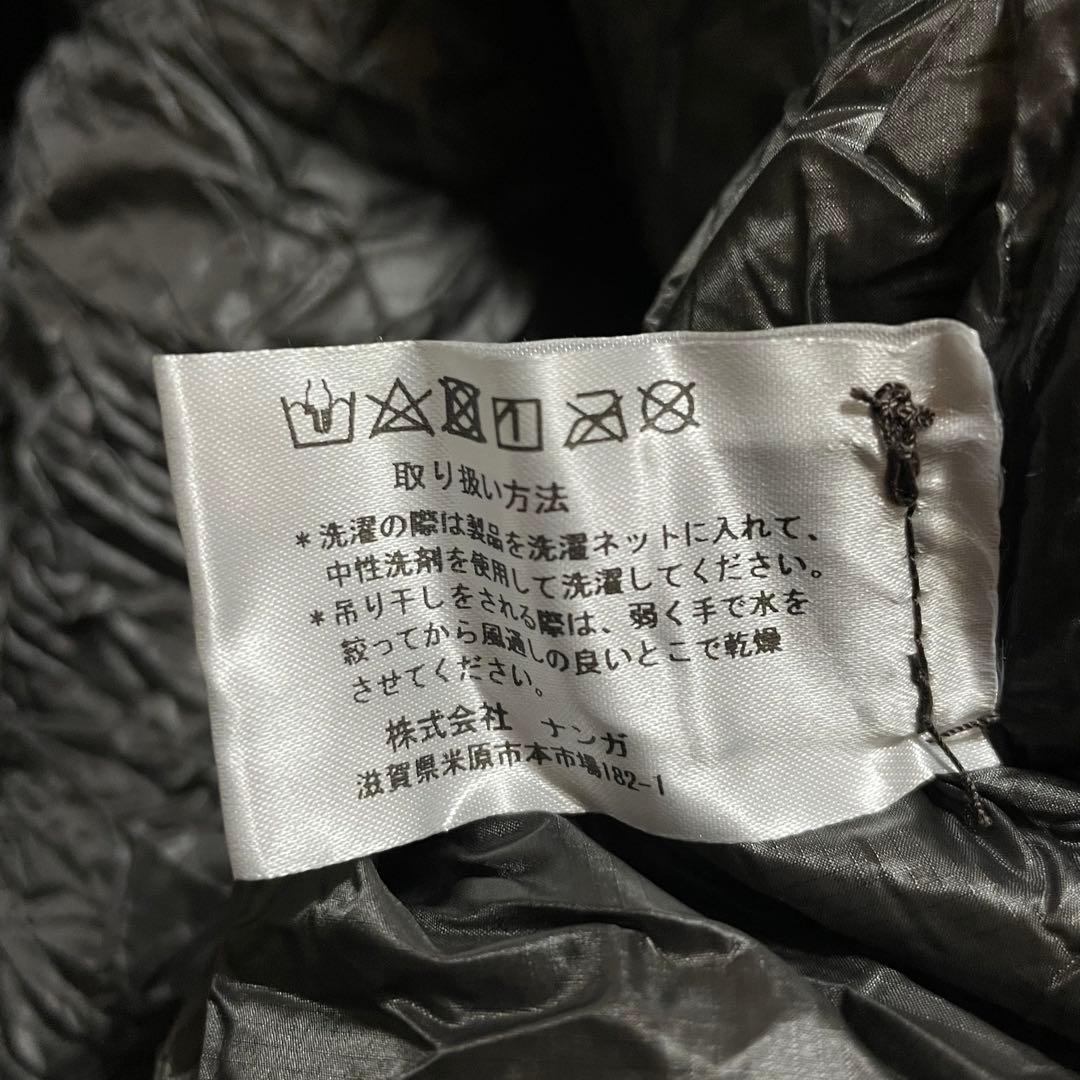 取り扱い方法
*洗濯の際は製品を洗濯ネットに入れて、
中性洗剤を使用して洗濯してください。
*吊り干しをされる際は、弱く手で水を
絞ってから風通しの良いとこで乾燥
させてください。
株式会社 ナンガ
滋賀県米原市本市場182-1